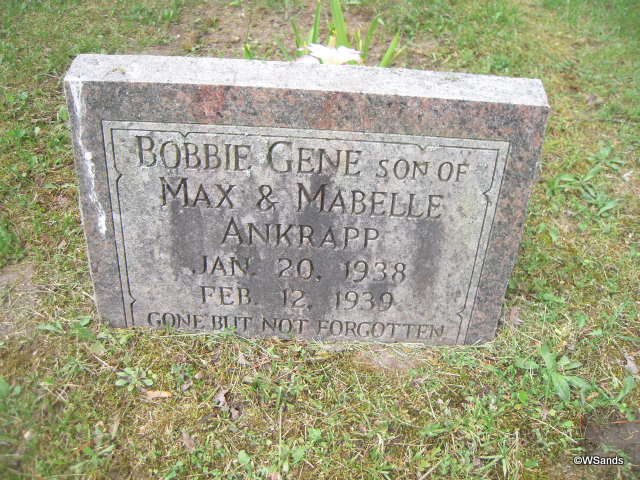 BOBBIE GENE SON OF
MAX & MABELLE
ANKRAPP
JAN. 20, 1938
FEB. 12, 1939
GONE BUT NOT FORGOTTEN
©WSands